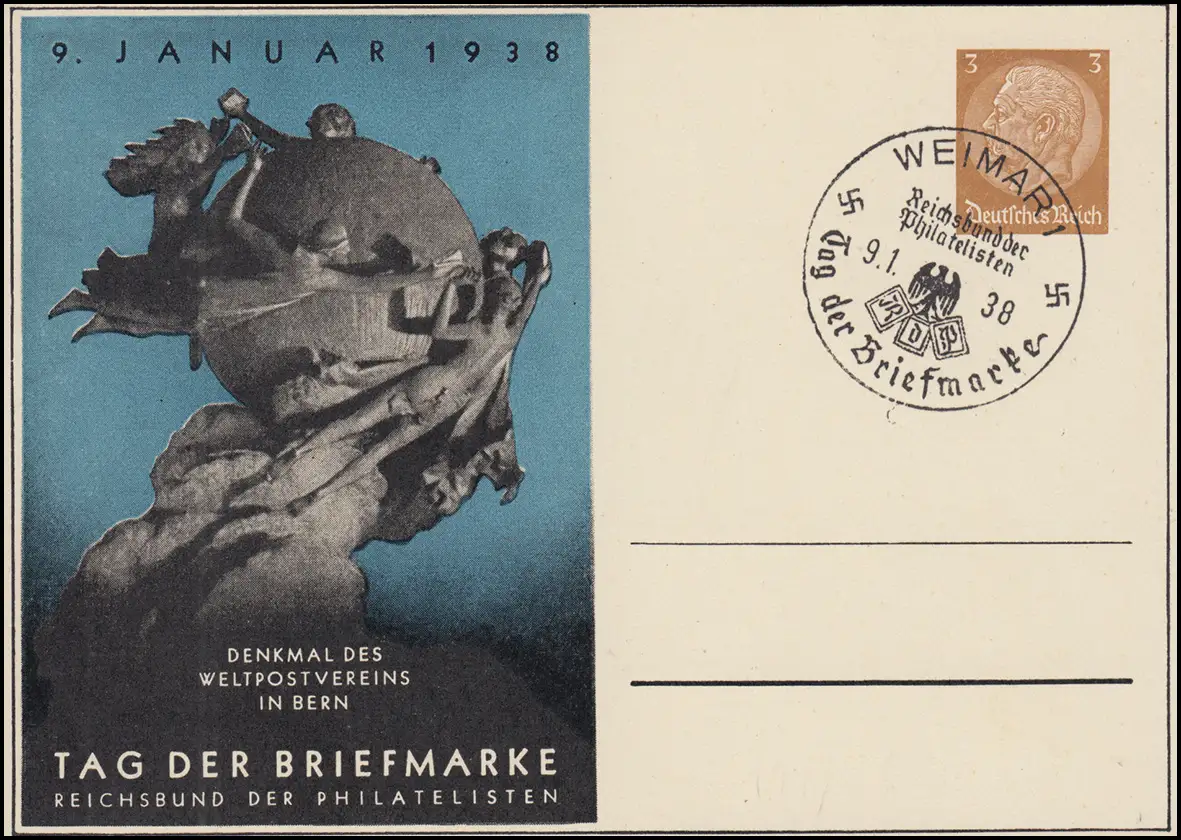 9. JANUAR 1938
DENKMAL DES
WELTPOSTVEREINS
IN BERN
TAG DER BRIEFMARKE
REICHSBUND DER PHILATELISTEN
3 3
Deutsches Reich
WEIMAR 1
Reichsbund der
Philatelisten
9.1. 38
R d P
Tag der Briefmarke